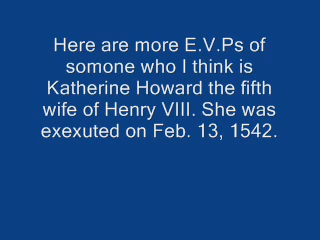 Here are more E.V.Ps of
somone who I think is
Katherine Howard the fifth
wife of Henry VIII. She was
exexuted on Feb. 13, 1542.